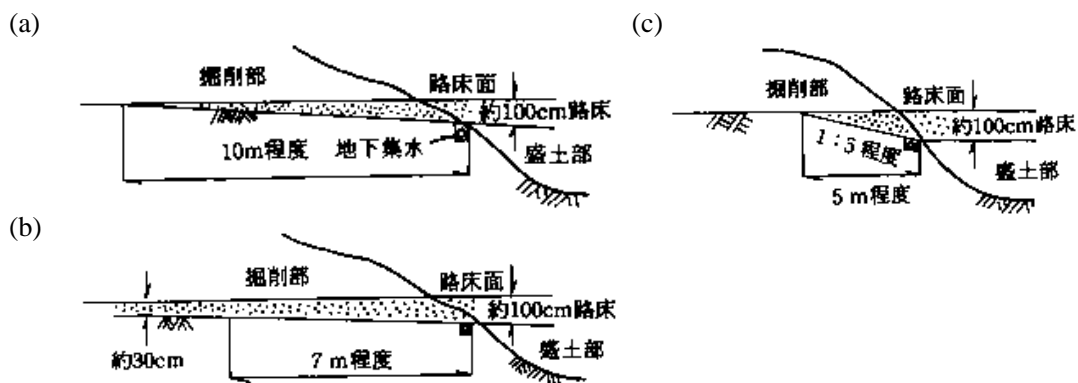 (a)
掘削部
路床面
約100cm路床
10m程度
地下集水
盛土部
(b)
掘削部
路床面
約100cm路床
約30cm
7m程度
盛土部
(c)
掘削部
路床面
約100cm路床
1:5程度
盛土部
5m程度